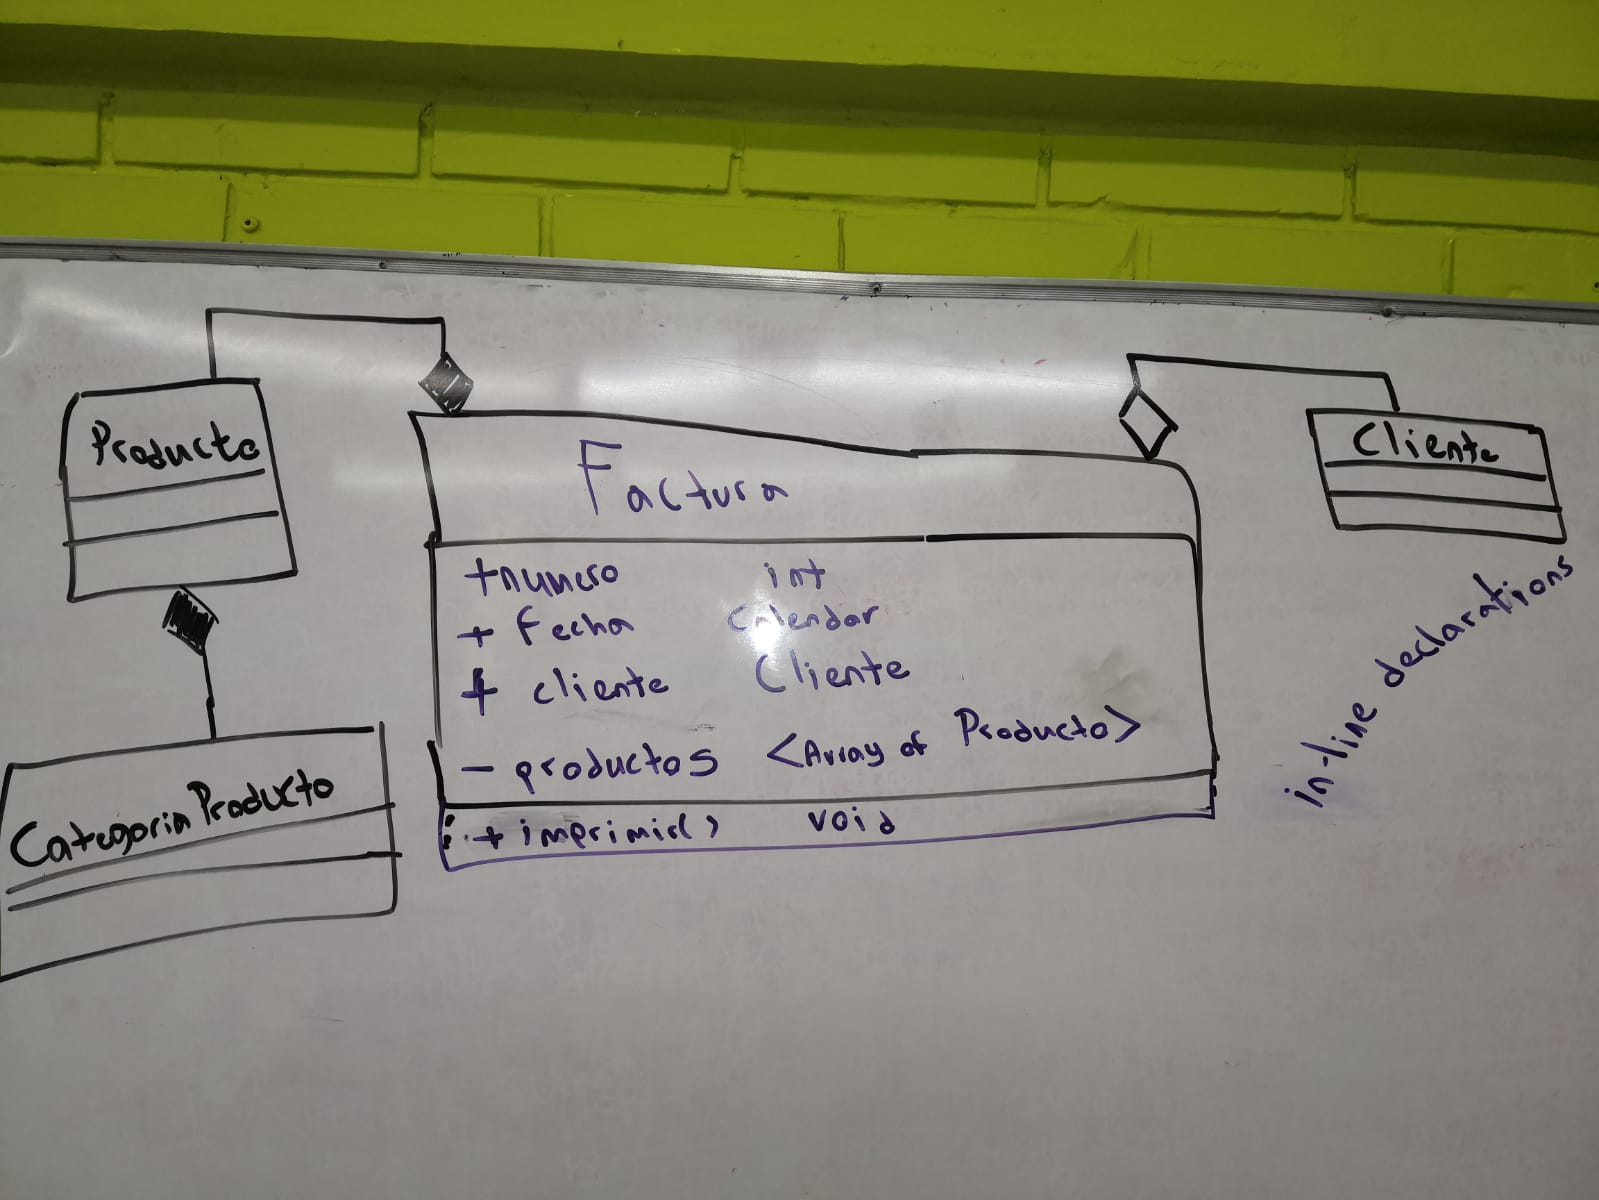 Producto
Factura
Cliente
+ numero int
+ Fecha Calendar
+ cliente Cliente
- productos <Array of Producto>
+ imprimir() void
CategoriaProducto
in-line declarations